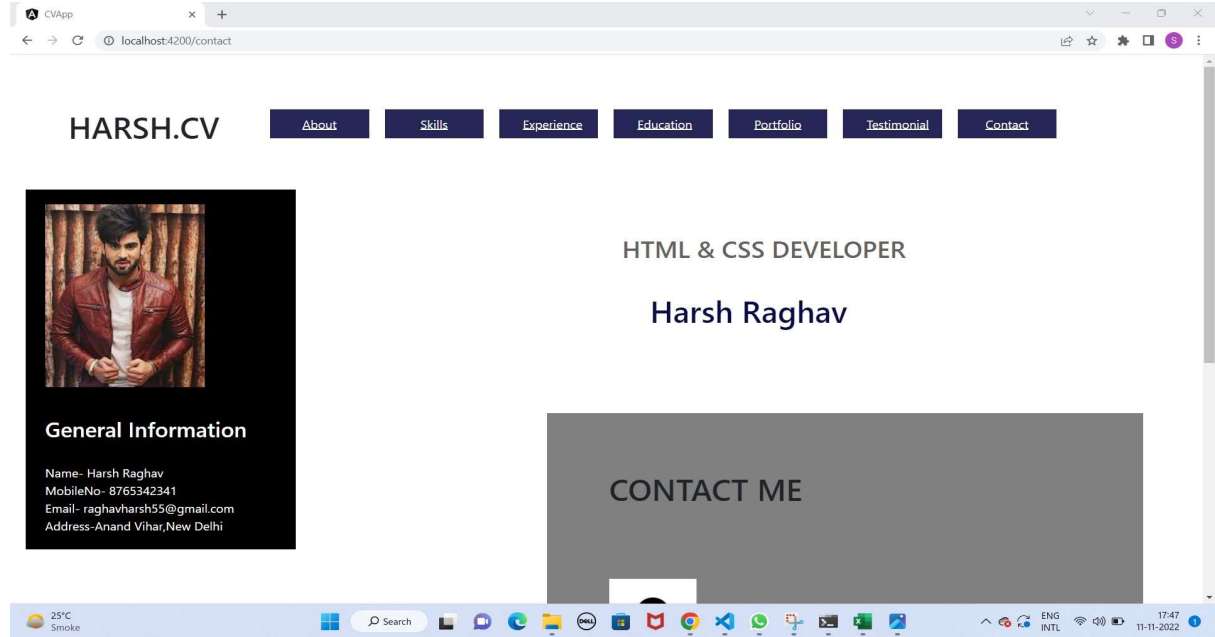 CVApp
localhost:4200/contact
S
HARSH.CV
About
Skills
Experience
Education
Portfolio
Testimonial
Contact
HTML & CSS DEVELOPER
Harsh Raghav
General Information
Name- Harsh Raghav
MobileNo- 8765342341
Email- raghavharsh55@gmail.com
Address-Anand Vihar,New Delhi
CONTACT ME
25°C
Smoke
Search
DELL
ENG
INTL
17:47
11-11-2022
1